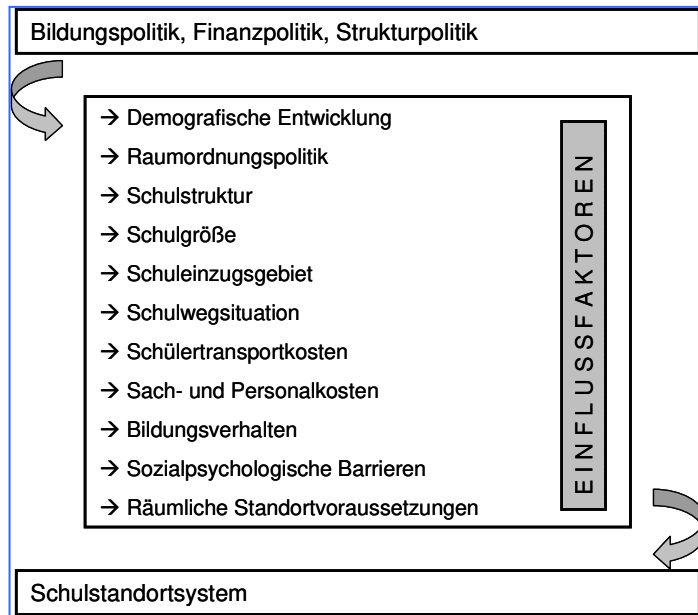 Bildungspolitik, Finanzpolitik, Strukturpolitik
→ Demografische Entwicklung
→ Raumordnungspolitik
→ Schulstruktur
→ Schulgröße
→ Schuleinzugsgebiet
→ Schulwegsituation
→ Schülertransportkosten
→ Sach- und Personalkosten
→ Bildungsverhalten
→ Sozialpsychologische Barrieren
→ Räumliche Standortvoraussetzungen
EINFLUSSFAKTOREN
Schulstandortsystem